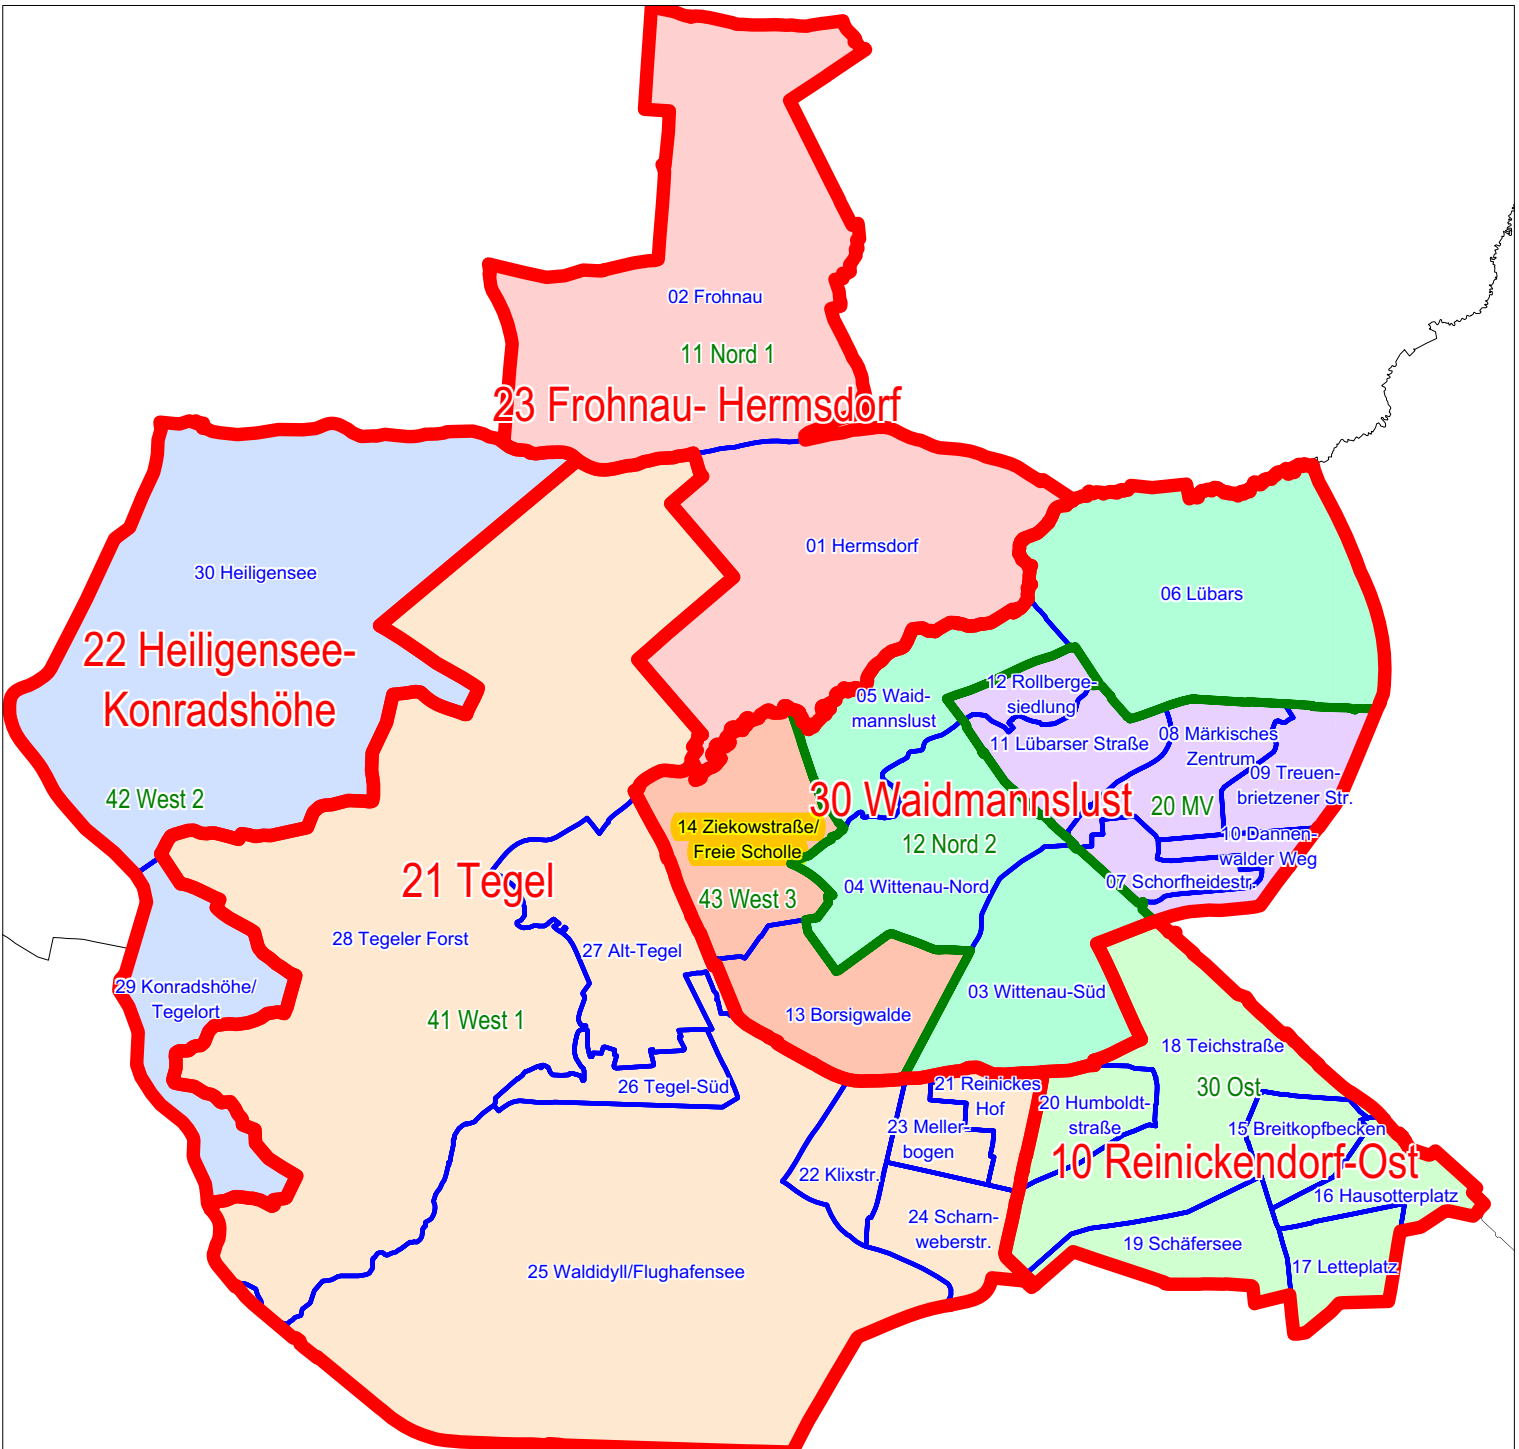 02 Frohnau
11 Nord 1
23 Frohnau- Hermsdorf
01 Hermsdorf
30 Heiligensee
06 Lübars
22 Heiligensee-
Konradshöhe
05 Waid-
mannslust
12 Rollberge-
siedlung
11 Lübarser Straße
08 Märkisches
Zentrum
09 Treuen-
brietzener Str.
42 West 2
30 Waidmannslust
20 MV
14 Ziekowstraße/
Freie Scholle
12 Nord 2
10 Dannen-
walder Weg
21 Tegel
43 West 3
04 Wittenau-Nord
07 Schorfheidestr.
28 Tegeler Forst
27 Alt-Tegel
29 Konradshöhe/
Tegelort
41 West 1
13 Borsigwalde
03 Wittenau-Süd
18 Teichstraße
26 Tegel-Süd
21 Reinickes
Hof
30 Ost
20 Humboldt-
straße
23 Meller-
bogen
15 Breitkopfbecken
10 Reinickendorf-Ost
22 Klixstr.
16 Hausotterplatz
24 Scharn-
weberstr.
19 Schäfersee
25 Waldidyll/Flughafensee
17 Letteplatz